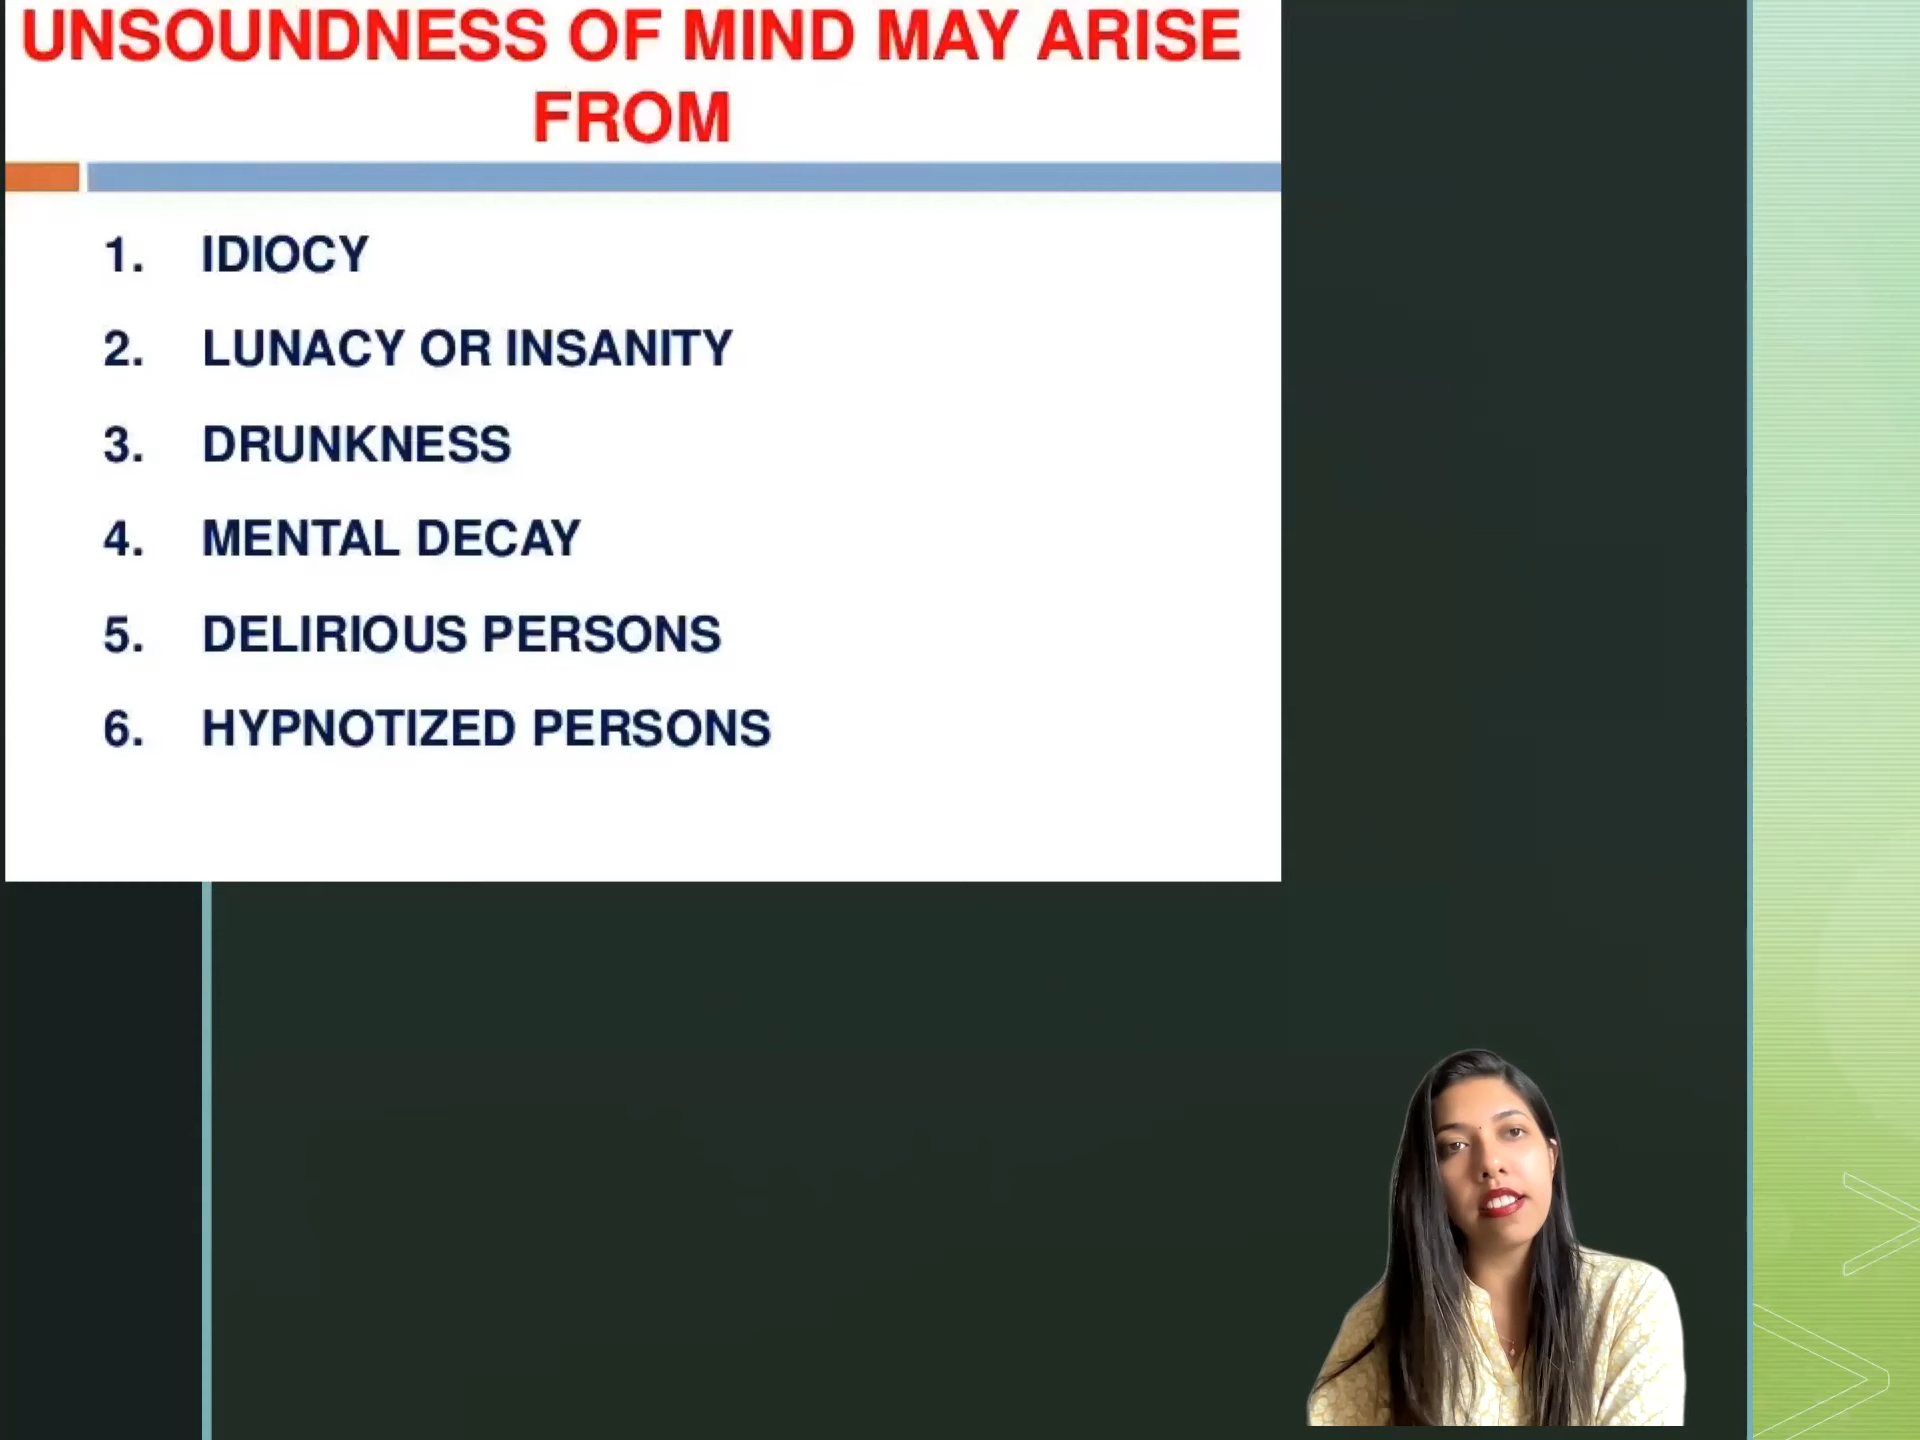 UNSOUNDNESS OF MIND MAY ARISE
FROM
1. IDIOCY
2. LUNACY OR INSANITY
3. DRUNKNESS
4. MENTAL DECAY
5. DELIRIOUS PERSONS
6. HYPNOTIZED PERSONS